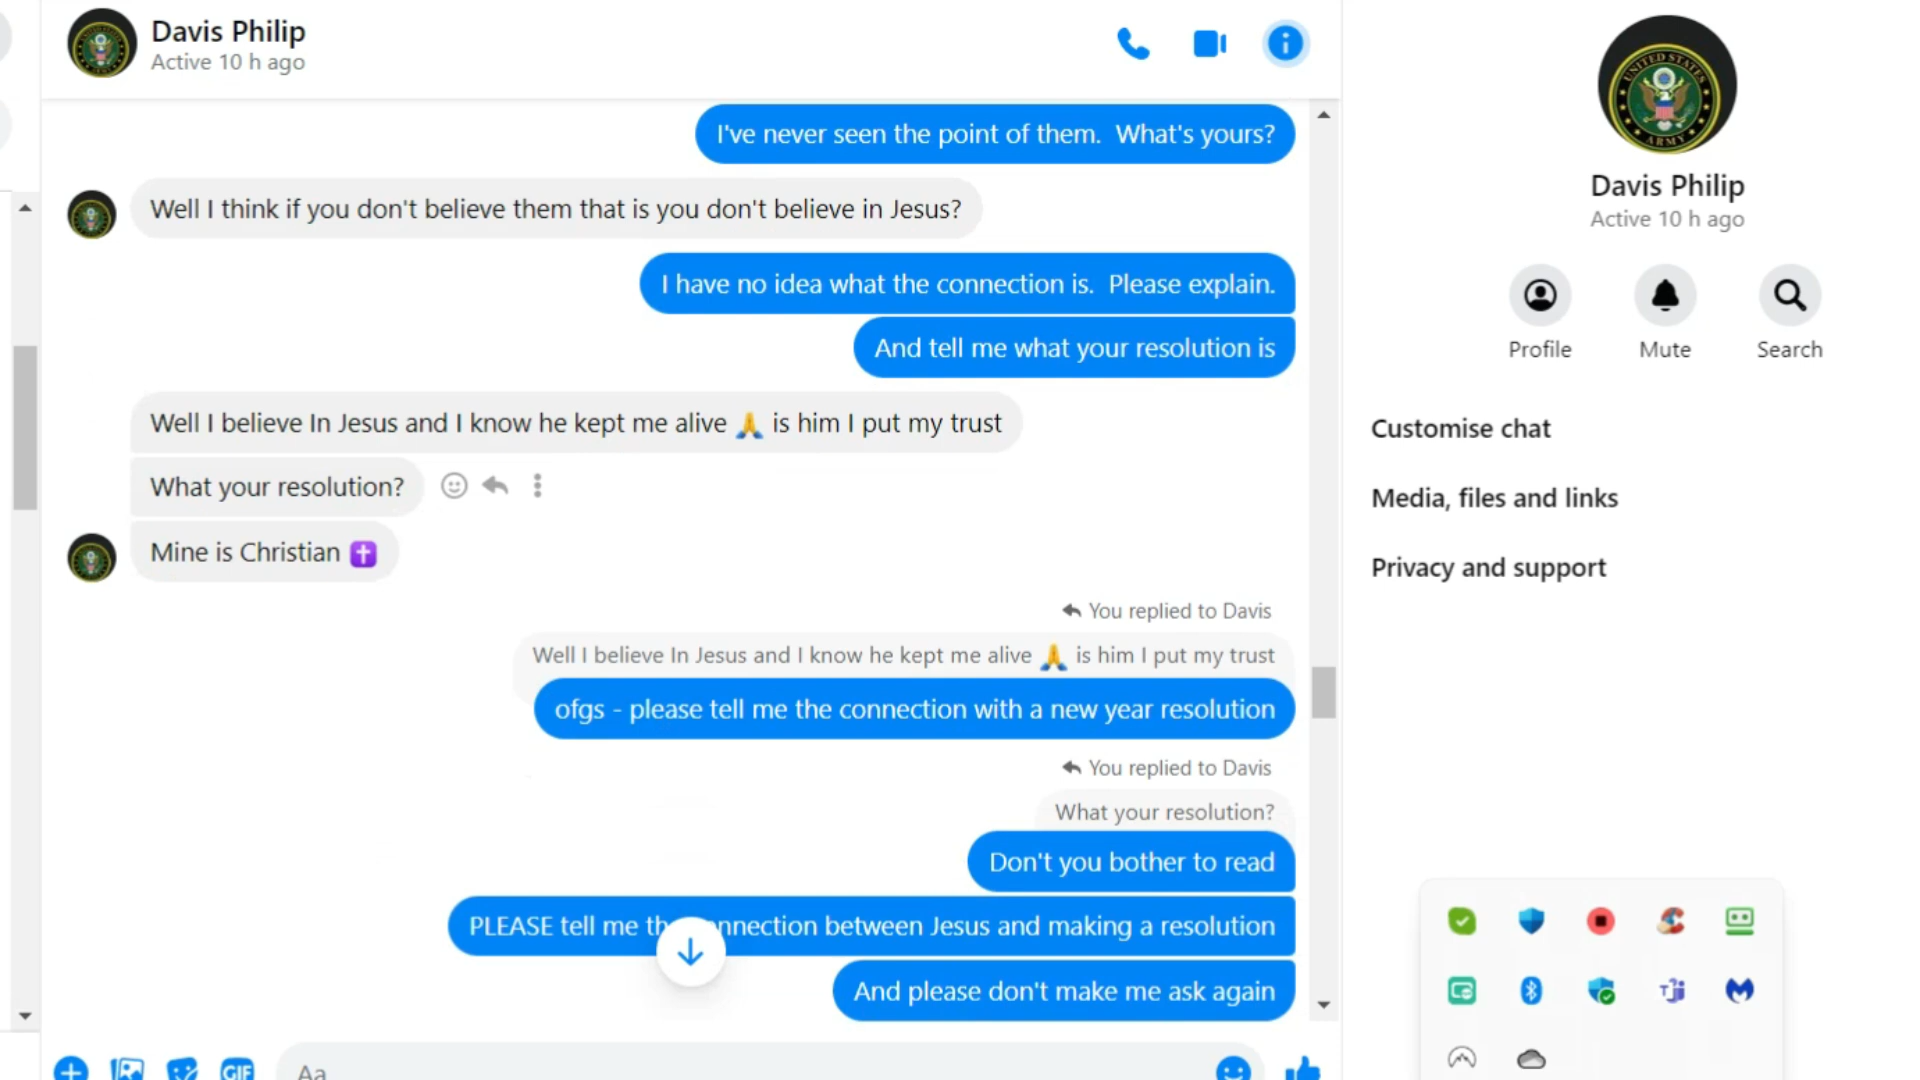 Davis Philip
Active 10 h ago
I've never seen the point of them. What's yours?
Well I think if you don't believe them that is you don't believe in Jesus?
I have no idea what the connection is. Please explain.
And tell me what your resolution is
Well I believe In Jesus and I know he kept me alive 🙏 is him I put my trust
What your resolution?
Mine is Christian ✝️
You replied to Davis
Well I believe In Jesus and I know he kept me alive 🙏 is him I put my trust
ofgs - please tell me the connection with a new year resolution
You replied to Davis
What your resolution?
Don't you bother to read
PLEASE tell me nnection between Jesus and making a resolution
And please don't make me ask again
GIF
Aa
UNITED STATES
ARMY
Davis Philip
Active 10 h ago
Profile
Mute
Search
Customise chat
Media, files and links
Privacy and support